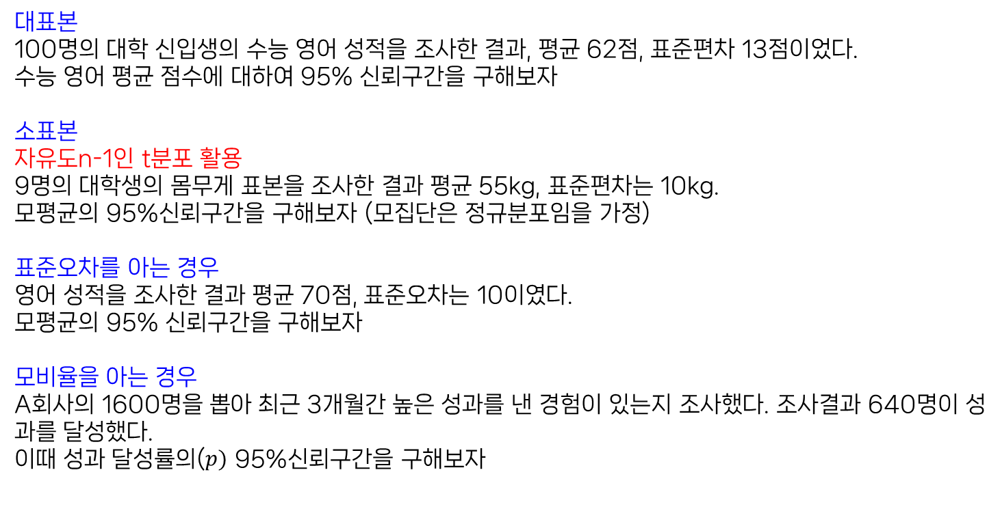 대표본
100명의 대학 신입생의 수능 영어 성적을 조사한 결과, 평균 62점, 표준편차 13점이었다.
수능 영어 평균 점수에 대하여 95% 신뢰구간을 구해보자
소표본
자유도n-1인 t분포 활용
9명의 대학생의 몸무게 표본을 조사한 결과 평균 55kg, 표준편차는 10kg.
모평균의 95%신뢰구간을 구해보자 (모집단은 정규분포임을 가정)
표준오차를 아는 경우
영어 성적을 조사한 결과 평균 70점, 표준오차는 10이였다.
모평균의 95% 신뢰구간을 구해보자
모비율을 아는 경우
A회사의 1600명을 뽑아 최근 3개월간 높은 성과를 낸 경험이 있는지 조사했다. 조사결과 640명이 성
과를 달성했다.
이때 성과 달성률의(p) 95%신뢰구간을 구해보자